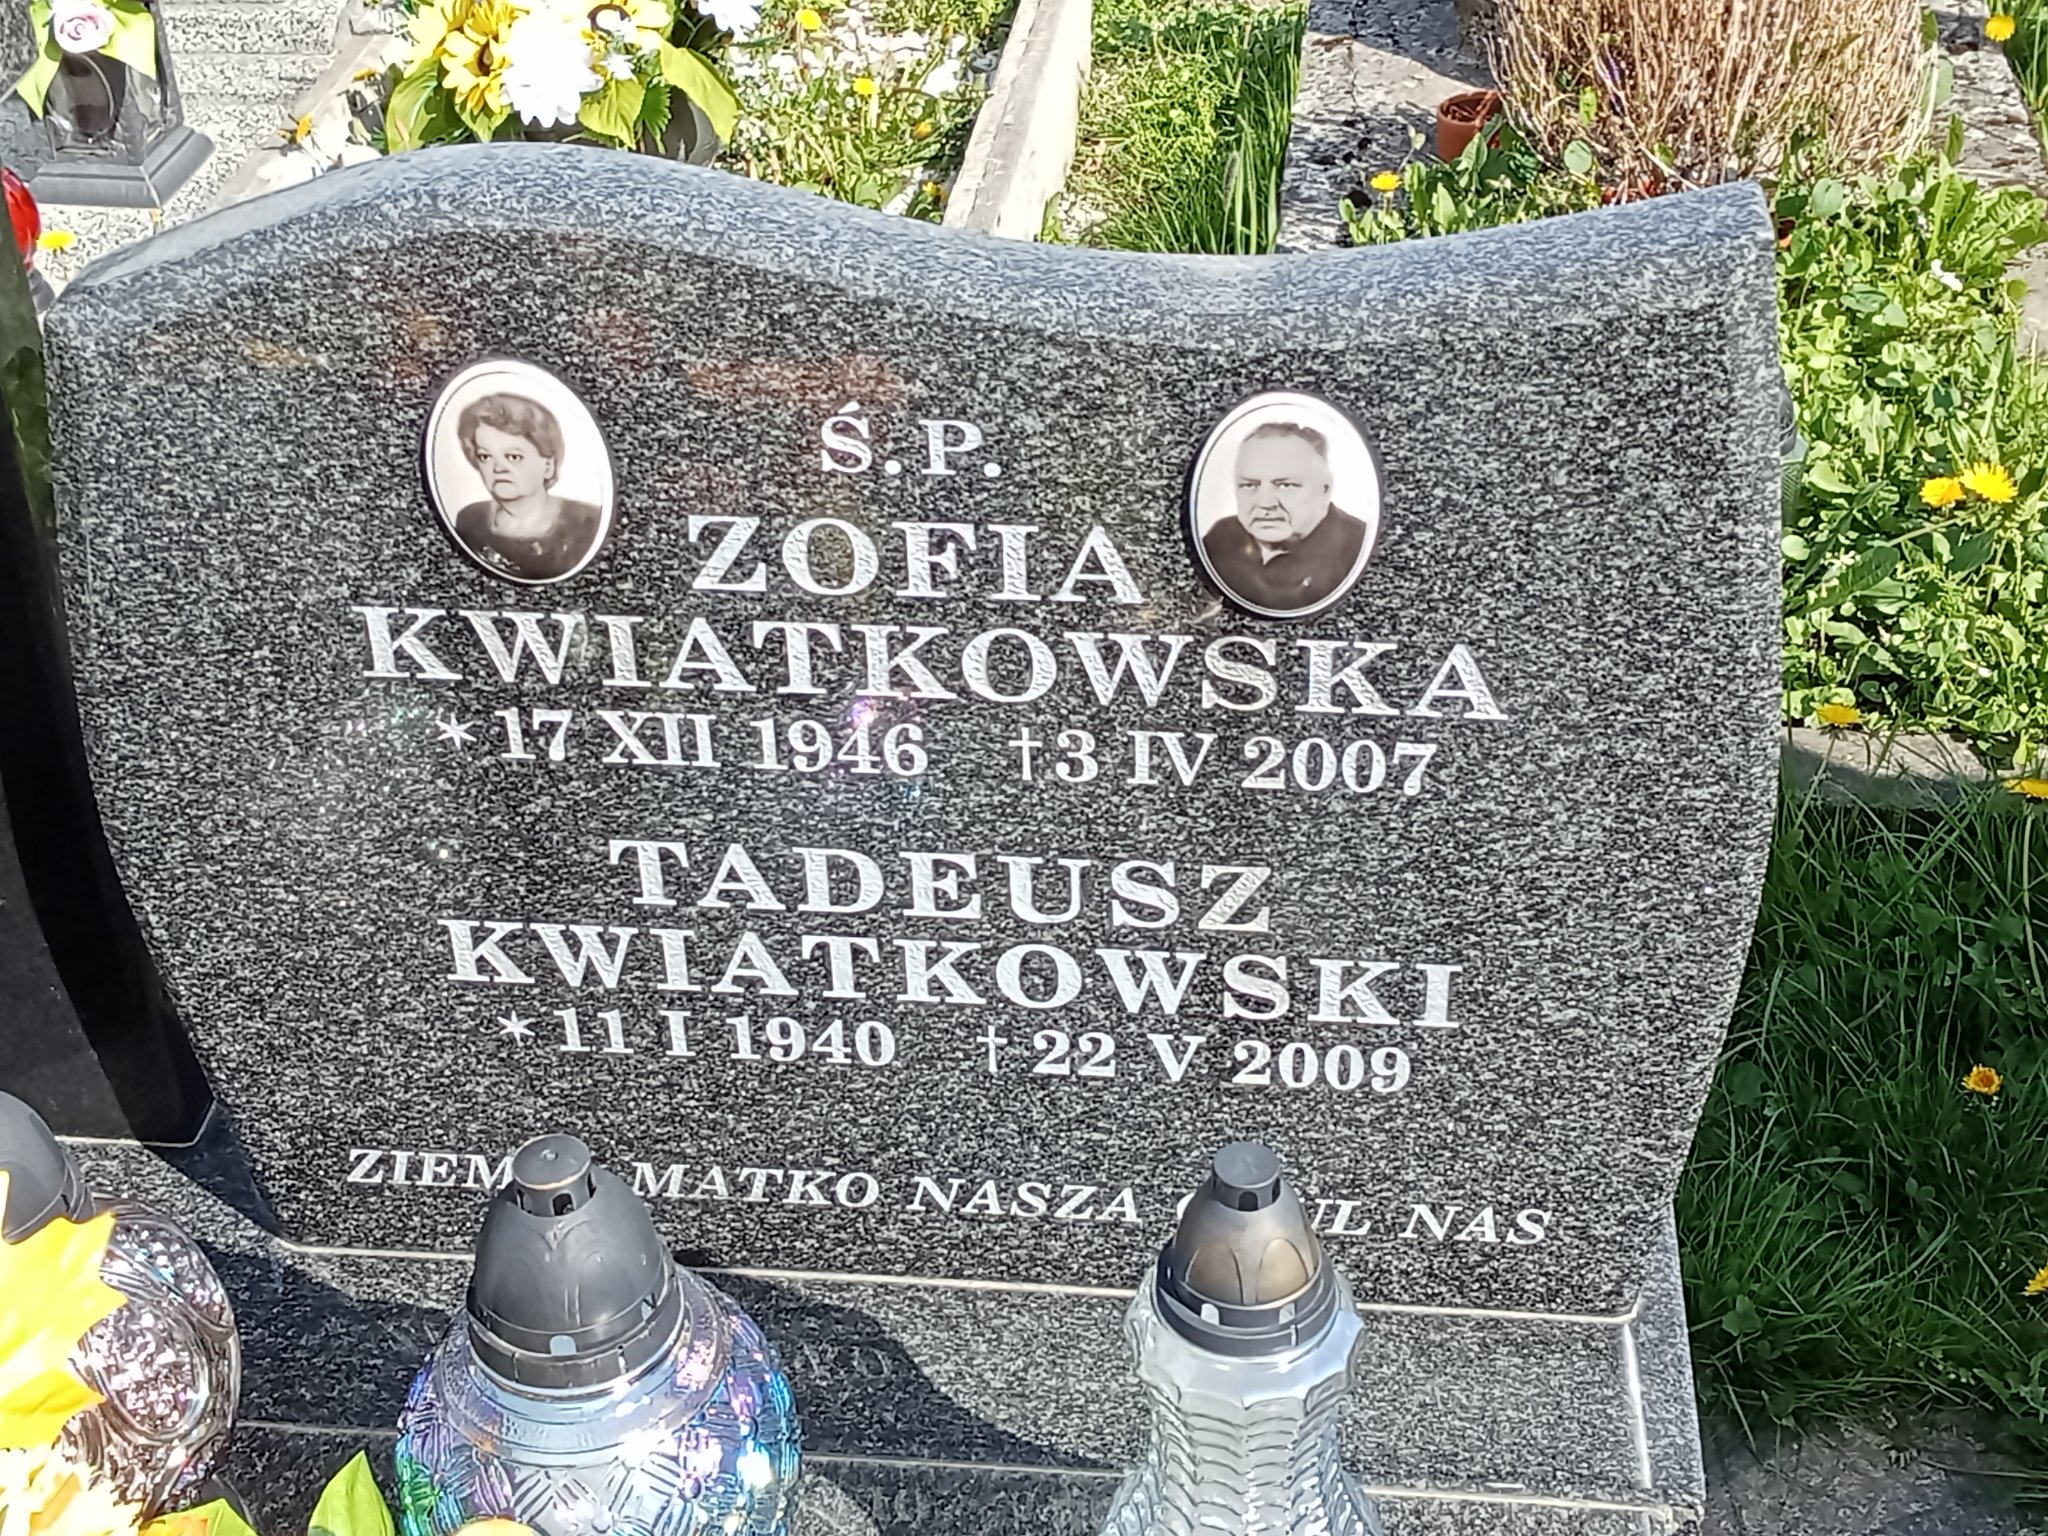 Ś.P.
ZOFIA
KWIATKOWSKA
* 17 XII 1946 † 3 IV 2007
TADEUSZ
KWIATKOWSKI
* 11 I 1940 † 22 V 2009
MATKO NASZA NAS